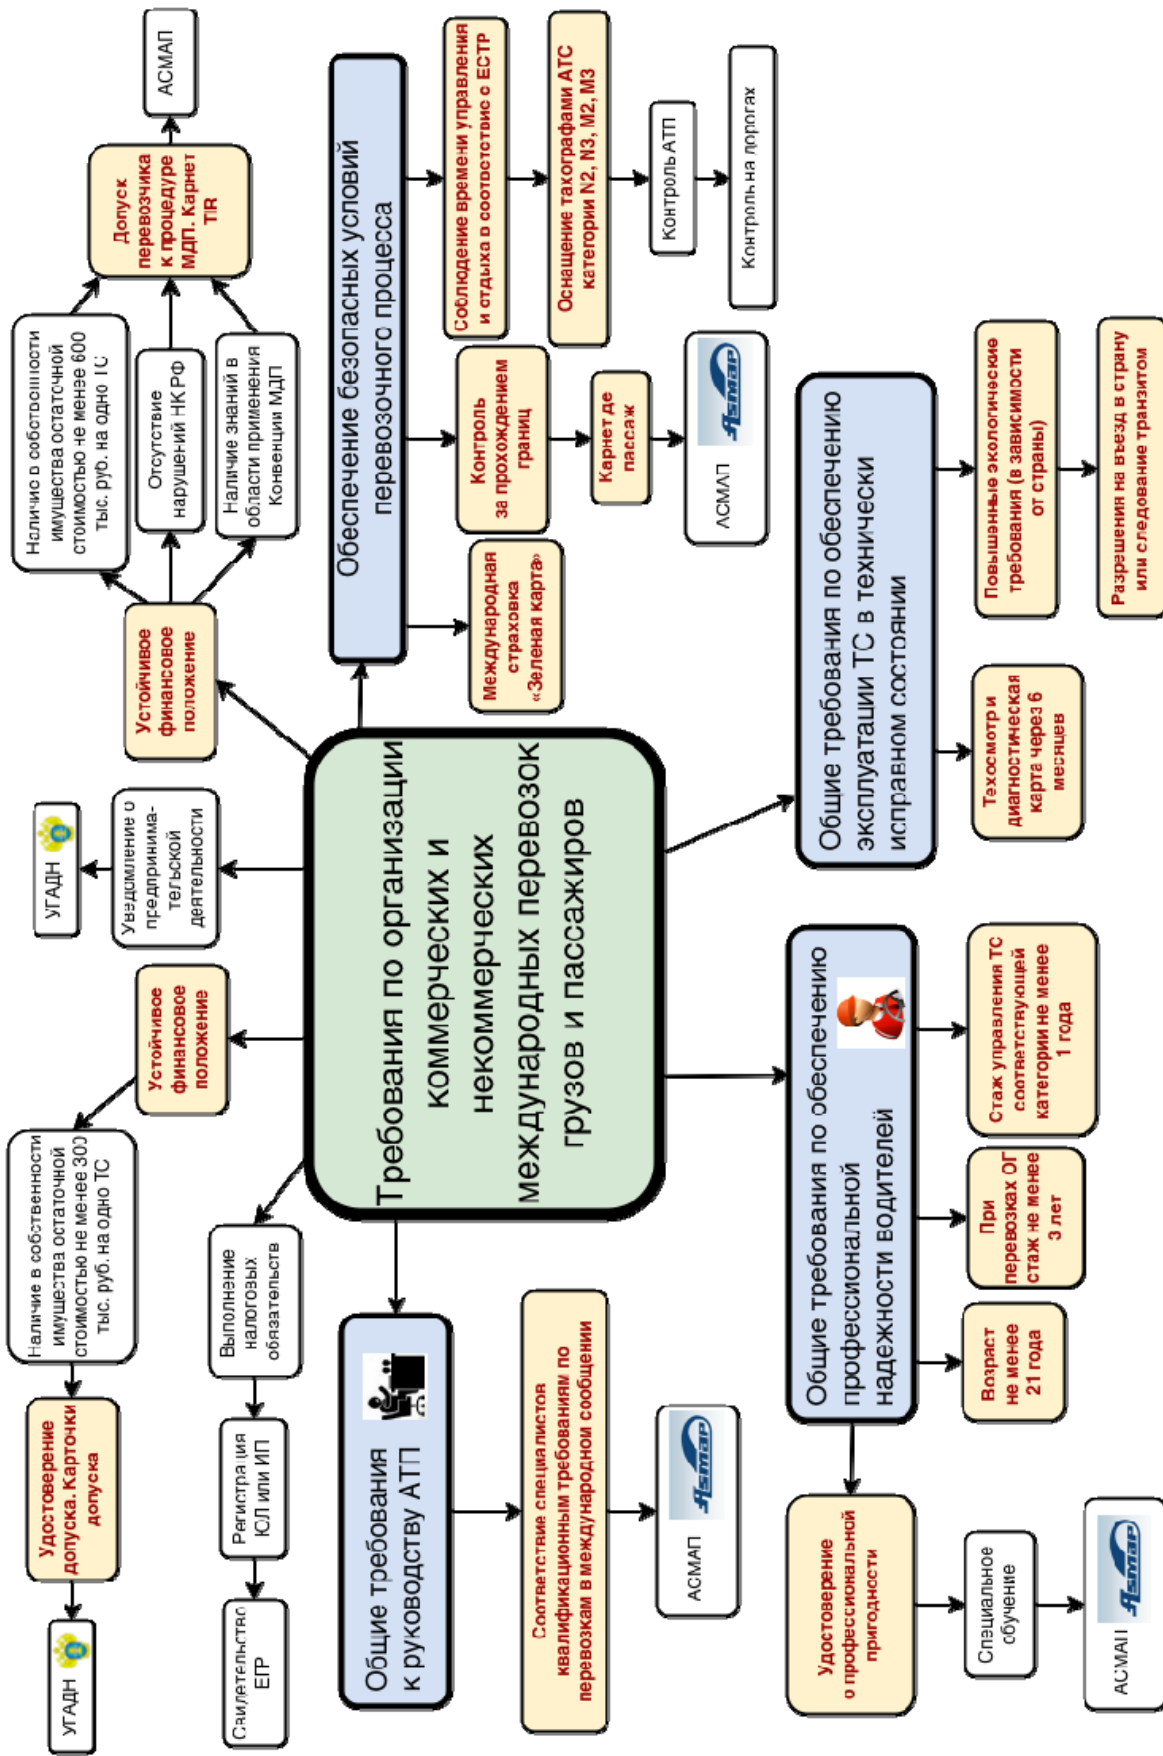 УГАДН
Удостоверение
допуска. Карточки
допуска
Наличие в собственности
имущества остаточной
стоимостью не менее 300
тыс. руб. на одно ТС
Устойчивое
финансовое
положение
УГАДН
Уведомление о
предпринима-
тельской
деятельности
Устойчивое
финансовое
положение
Наличие в собственности
имущества остаточной
стоимостью не менее 600
тыс. руб. на одно ТС
Отсутствие
нарушений НК РФ
Наличие знаний в
области применения
Конвенции МДП
Допуск
перевозчика
к процедуре
МДП. Карнет
TIR
АСМАП
Свидетельство
ЕГР
Регистрация
ЮЛ или ИП
Выполнение
налоговых
обязательств
Требования по организации
коммерческих и
некоммерческих
международных перевозок
грузов и пассажиров
Общие требования
к руководству АТП
Соответствие специалистов
квалификационным требованиям по
перевозкам в международном сообщении
АСМАП
Asmap
Обеспечение безопасных условий
перевозочного процесса
Международная
страховка
«Зеленая карта»
Контроль
за прохождением
границ
Карнет де
пассаж
АСМАП
Asmap
Соблюдение времени управления
и отдыха в соответствие с ЕСТР
Оснащение тахографами АТС
категории N2, N3, M2, M3
Контроль АТП
Контроль на дорогах
Общие требования по обеспечению
профессиональной
надежности водителей
Удостоверение
о профессиональной
пригодности
Специальное
обучение
АСМАП
Asmap
Возраст
не менее
21 года
При
перевозках ОГ
стаж не менее
3 лет
Стаж управления ТС
соответствующей
категории не менее
1 года
Общие требования по обеспечению
эксплуатации ТС в технически
исправном состоянии
Техосмотр и
диагностическая
карта через 6
месяцев
Повышенные экологические
требования (в зависимости
от страны)
Разрешения на въезд в страну
или следование транзитом